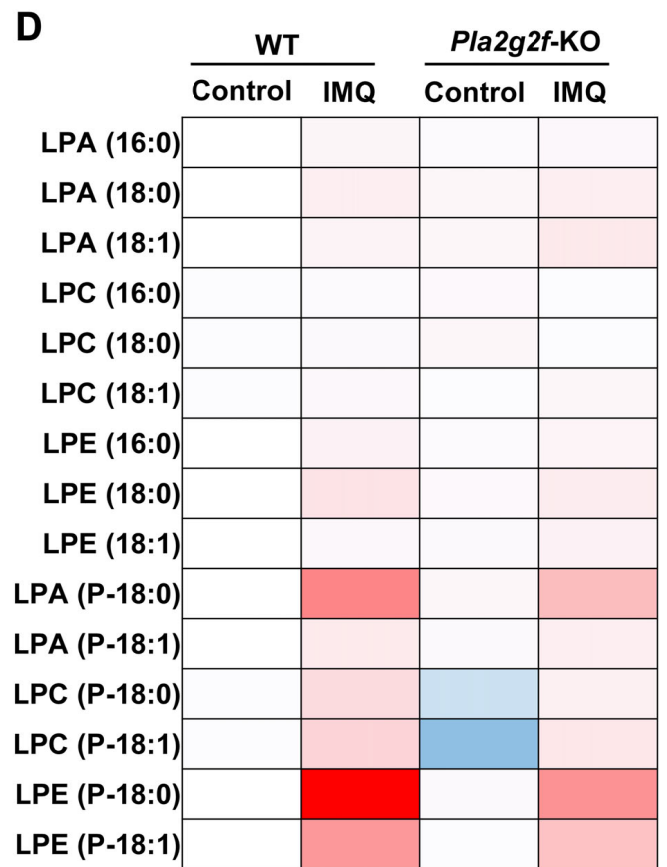 D
WT Pla2g2f-KO
Control IMQ Control IMQ
LPA (16:0)
LPA (18:0)
LPA (18:1)
LPC (16:0)
LPC (18:0)
LPC (18:1)
LPE (16:0)
LPE (18:0)
LPE (18:1)
LPA (P-18:0)
LPA (P-18:1)
LPC (P-18:0)
LPC (P-18:1)
LPE (P-18:0)
LPE (P-18:1)